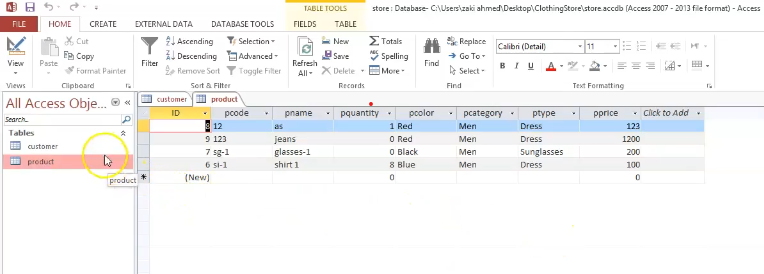 TABLE TOOLS
store : Database- C:\Users\zaki ahmed\Desktop\ClothingStore\store.accdb (Access 2007 - 2013 file format) - Access
FILE HOME CREATE EXTERNAL DATA DATABASE TOOLS FIELDS TABLE
View Paste Cut Copy Format Painter
Filter Ascending Descending Remove Sort Selection Advanced Toggle Filter
Refresh All New Save Delete Totals Spelling More
Find Replace Go To Select
Calibri (Detail) 11
B I U A
Views Clipboard Sort & Filter Records Find Text Formatting
All Access Obje...
Search...
Tables
customer
product
product
customer product
ID pcode pname pquantity pcolor pcategory ptype pprice Click to Add
8 12 as 1 Red Men Dress 123
9 123 jeans 0 Red Men Dress 1200
7 sg-1 glasses-1 0 Black Men Sunglasses 200
6 si-1 shirt 1 8 Blue Men Dress 100
(New) 0 0